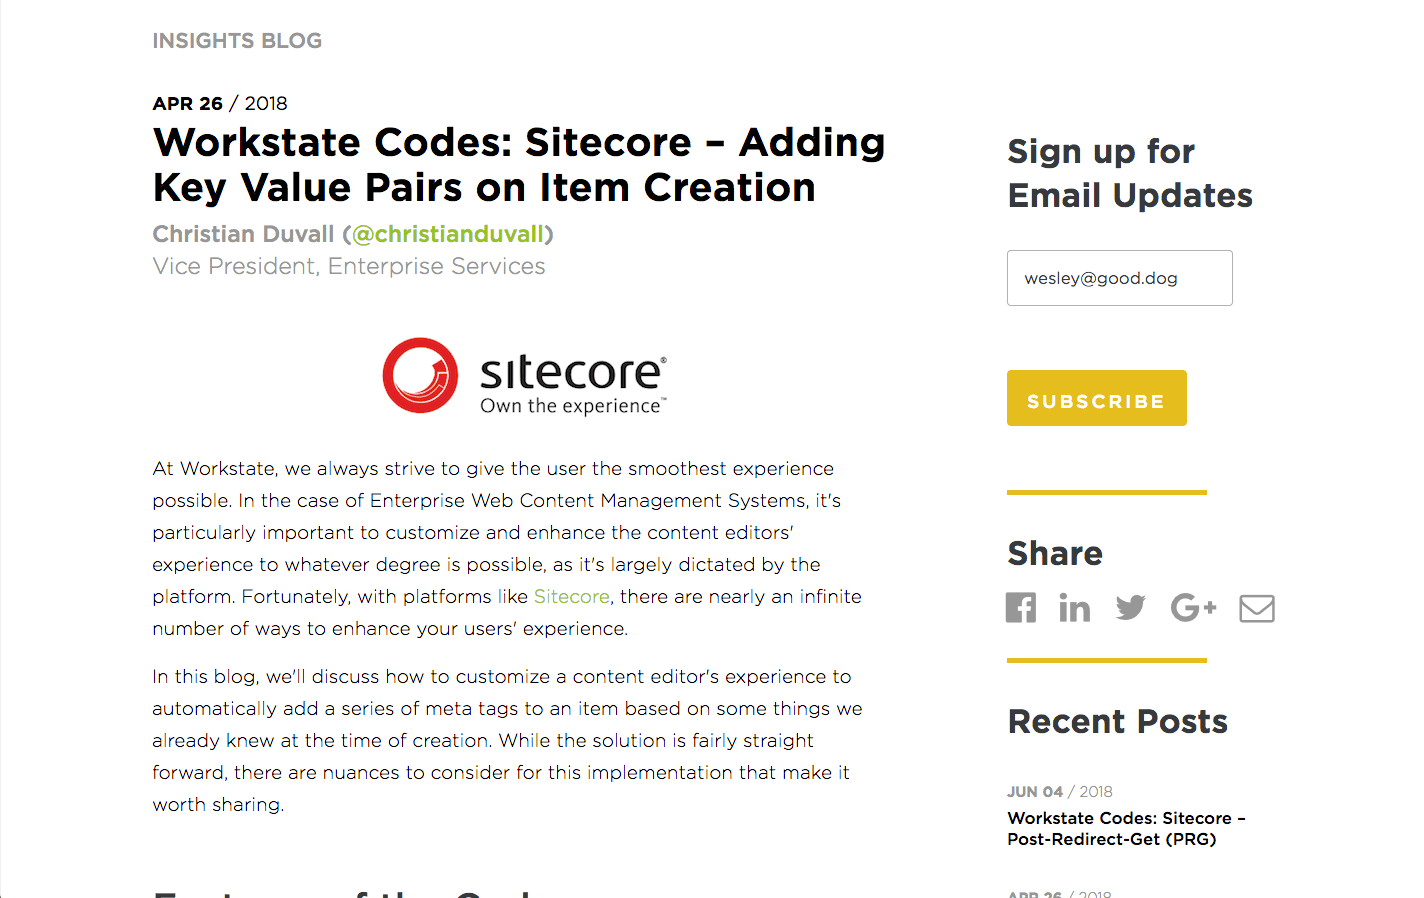 INSIGHTS BLOG
APR 26 / 2018
Workstate Codes: Sitecore – Adding
Key Value Pairs on Item Creation
Christian Duvall (@christianduvall)
Vice President, Enterprise Services
sitecore®
Own the experience™
At Workstate, we always strive to give the user the smoothest experience
possible. In the case of Enterprise Web Content Management Systems, it's
particularly important to customize and enhance the content editors'
experience to whatever degree is possible, as it's largely dictated by the
platform. Fortunately, with platforms like Sitecore, there are nearly an infinite
number of ways to enhance your users' experience.
In this blog, we'll discuss how to customize a content editor's experience to
automatically add a series of meta tags to an item based on some things we
already knew at the time of creation. While the solution is fairly straight
forward, there are nuances to consider for this implementation that make it
worth sharing.
Sign up for
Email Updates
wesley@good.dog
SUBSCRIBE
Share
Recent Posts
JUN 04 / 2018
Workstate Codes: Sitecore –
Post-Redirect-Get (PRG)
APR 26 / 2018